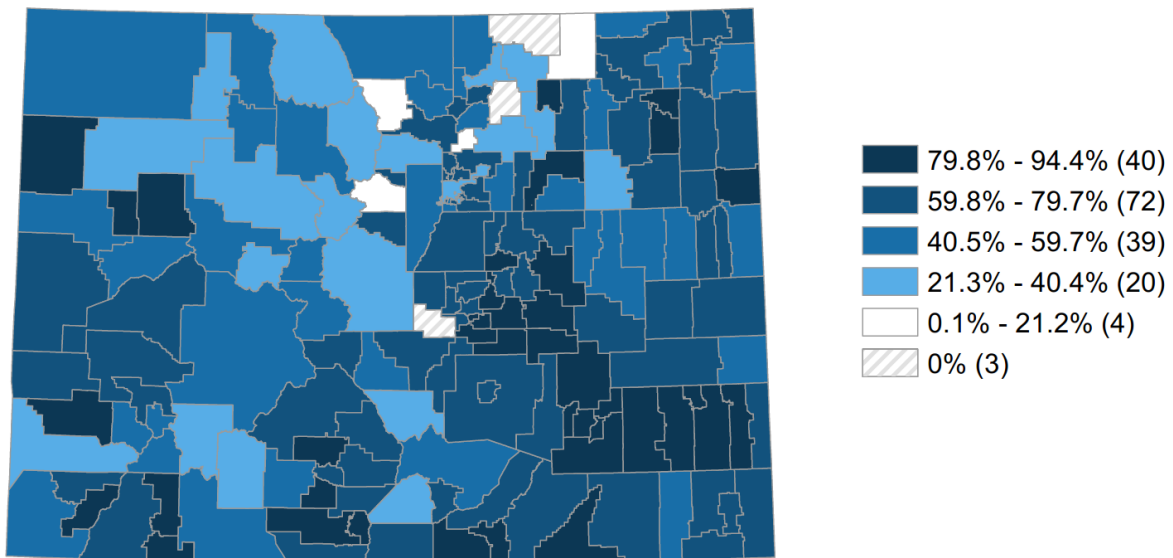 79.8% - 94.4% (40)
59.8% - 79.7% (72)
40.5% - 59.7% (39)
21.3% - 40.4% (20)
0.1% - 21.2% (4)
0% (3)